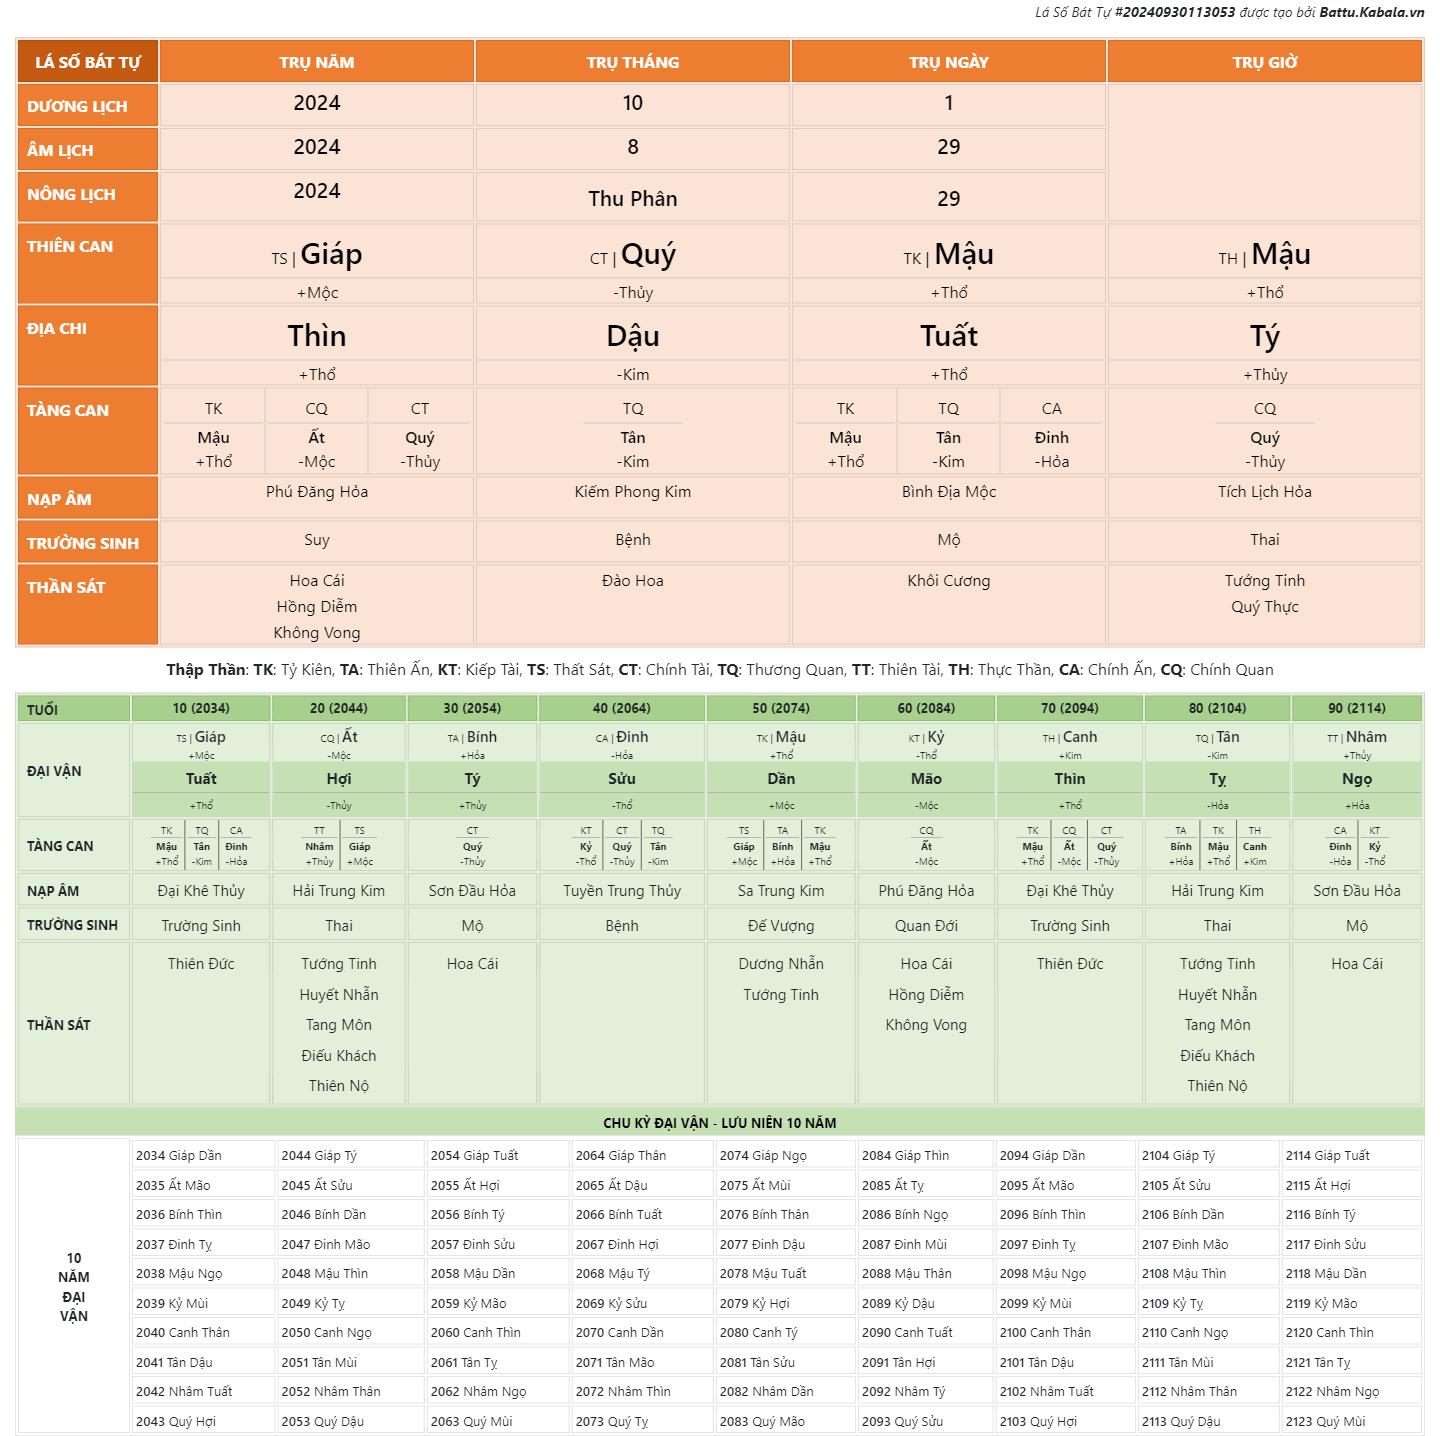 Lá Số Bát Tự #20240930113053 được tạo bởi Battu.Kabala.vn
LÁ SỐ BÁT TỰ TRỤ NĂM TRỤ THÁNG TRỤ NGÀY TRỤ GIỜ
DƯƠNG LỊCH 2024 10 1
ÂM LỊCH 2024 8 29
NÔNG LỊCH 2024 Thu Phân 29
THIÊN CAN TS | Giáp CT | Quý TK | Mậu TH | Mậu
+Mộc -Thủy +Thổ +Thổ
ĐỊA CHI Thìn Dậu Tuất Tý
+Thổ -Kim +Thổ +Thủy
TÀNG CAN TK CQ CT TQ TK TQ CA CQ
Mậu Ất Quý Tân Mậu Tân Đinh Quý
+Thổ -Mộc -Thủy -Kim +Thổ -Kim -Hỏa -Thủy
NẠP ÂM Phú Đăng Hỏa Kiếm Phong Kim Bình Địa Mộc Tích Lịch Hỏa
TRƯỜNG SINH Suy Bệnh Mộ Thai
THẦN SÁT Hoa Cái Đào Hoa Khôi Cương Tướng Tinh
Hồng Diễm Quý Thực
Không Vong
Thập Thần: TK: Tỷ Kiên, TA: Thiên Ấn, KT: Kiếp Tài, TS: Thất Sát, CT: Chính Tài, TQ: Thương Quan, TT: Thiên Tài, TH: Thực Thần, CA: Chính Ấn, CQ: Chính Quan
TUỔI 10 (2034) 20 (2044) 30 (2054) 40 (2064) 50 (2074) 60 (2084) 70 (2094) 80 (2104) 90 (2114)
ĐẠI VẬN TS | Giáp CQ | Ất TA | Bính CA | Đinh TK | Mậu KT | Kỷ TH | Canh TQ | Tân TT | Nhâm
+Mộc -Mộc +Hỏa -Hỏa +Thổ -Thổ +Kim -Kim +Thủy
Tuất Hợi Tý Sửu Dần Mão Thìn Tỵ Ngọ
+Thổ -Thủy +Thủy -Thổ +Mộc -Mộc +Thổ -Hỏa +Hỏa
TÀNG CAN TK TQ CA TT TS CT KT CT TQ TS TA TK CQ TK CQ CT TA TK TH CA KT
Mậu Tân Đinh Nhâm Giáp Quý Kỷ Quý Tân Giáp Bính Mậu Ất Mậu Ất Quý Bính Mậu Canh Đinh Kỷ
+Thổ -Kim -Hỏa +Thủy +Mộc -Thủy -Thổ -Thủy -Kim +Mộc +Hỏa +Thổ -Mộc +Thổ -Mộc -Thủy +Hỏa +Thổ +Kim -Hỏa -Thổ
NẠP ÂM Đại Khê Thủy Hải Trung Kim Sơn Đầu Hỏa Tuyền Trung Thủy Sa Trung Kim Phú Đăng Hỏa Đại Khê Thủy Hải Trung Kim Sơn Đầu Hỏa
TRƯỜNG SINH Trường Sinh Thai Mộ Bệnh Đế Vượng Quan Đới Trường Sinh Thai Mộ
THẦN SÁT Thiên Đức Tướng Tinh Hoa Cái Dương Nhẫn Hoa Cái Thiên Đức Tướng Tinh Hoa Cái
Huyết Nhẫn Tướng Tinh Hồng Diễm Huyết Nhẫn
Tang Môn Không Vong Tang Môn
Điếu Khách Điếu Khách
Thiên Nộ Thiên Nộ
CHU KỲ ĐẠI VẬN - LƯU NIÊN 10 NĂM
10 NĂM ĐẠI VẬN
2034 Giáp Dần 2044 Giáp Tý 2054 Giáp Tuất 2064 Giáp Thân 2074 Giáp Ngọ 2084 Giáp Thìn 2094 Giáp Dần 2104 Giáp Tý 2114 Giáp Tuất
2035 Ất Mão 2045 Ất Sửu 2055 Ất Hợi 2065 Ất Dậu 2075 Ất Mùi 2085 Ất Tỵ 2095 Ất Mão 2105 Ất Sửu 2115 Ất Hợi
2036 Bính Thìn 2046 Bính Dần 2056 Bính Tý 2066 Bính Tuất 2076 Bính Thân 2086 Bính Ngọ 2096 Bính Thìn 2106 Bính Dần 2116 Bính Tý
2037 Đinh Tỵ 2047 Đinh Mão 2057 Đinh Sửu 2067 Đinh Hợi 2077 Đinh Dậu 2087 Đinh Mùi 2097 Đinh Tỵ 2107 Đinh Mão 2117 Đinh Sửu
2038 Mậu Ngọ 2048 Mậu Thìn 2058 Mậu Dần 2068 Mậu Tý 2078 Mậu Tuất 2088 Mậu Thân 2098 Mậu Ngọ 2108 Mậu Thìn 2118 Mậu Dần
2039 Kỷ Mùi 2049 Kỷ Tỵ 2059 Kỷ Mão 2069 Kỷ Sửu 2079 Kỷ Hợi 2089 Kỷ Dậu 2099 Kỷ Mùi 2109 Kỷ Tỵ 2119 Kỷ Mão
2040 Canh Thân 2050 Canh Ngọ 2060 Canh Thìn 2070 Canh Dần 2080 Canh Tý 2090 Canh Tuất 2100 Canh Thân 2110 Canh Ngọ 2120 Canh Thìn
2041 Tân Dậu 2051 Tân Mùi 2061 Tân Tỵ 2071 Tân Mão 2081 Tân Sửu 2091 Tân Hợi 2101 Tân Dậu 2111 Tân Mùi 2121 Tân Tỵ
2042 Nhâm Tuất 2052 Nhâm Thân 2062 Nhâm Ngọ 2072 Nhâm Thìn 2082 Nhâm Dần 2092 Nhâm Tý 2102 Nhâm Tuất 2112 Nhâm Thân 2122 Nhâm Ngọ
2043 Quý Hợi 2053 Quý Dậu 2063 Quý Mùi 2073 Quý Tỵ 2083 Quý Mão 2093 Quý Sửu 2103 Quý Hợi 2113 Quý Dậu 2123 Quý Mùi